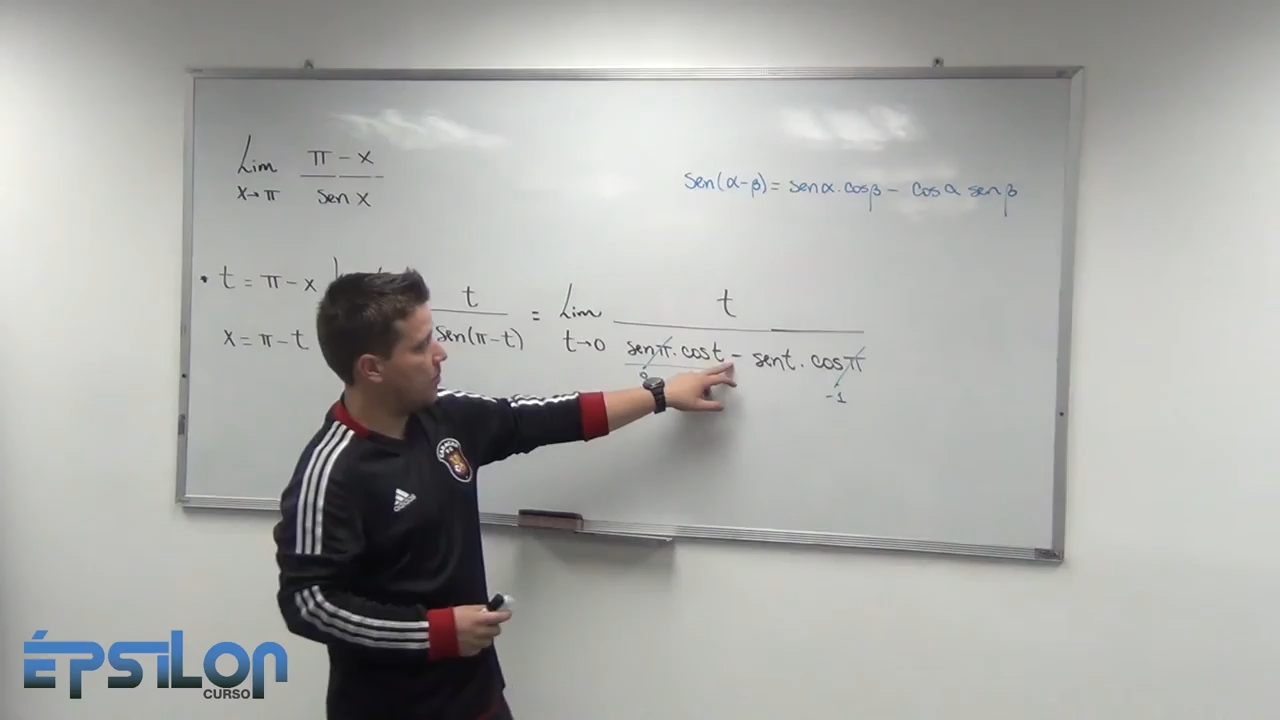 Lim π - x
x→π sen x
sen(α-β) = senα.cosβ - cosα senβ
• t = π - x
x = π - t
t
sen(π-t)
= Lim t
t→0 senπ.cost - sent.cosπ
0
-1
adidas
ÉPSILON
CURSO